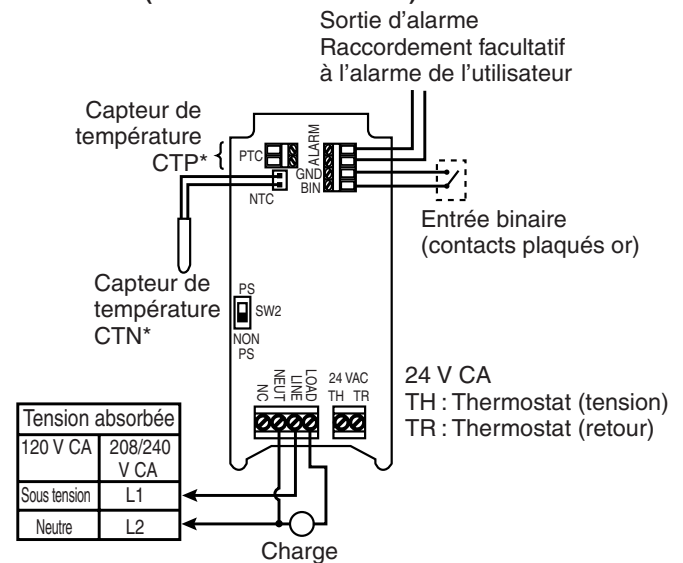 Sortie d'alarme
Raccordement facultatif
à l'alarme de l'utilisateur
Capteur de
température
CTP*
PTC
ALARM
GND
BIN
NTC
Entrée binaire
(contacts plaqués or)
Capteur de
température
CTN*
PS
SW2
NON
PS
NC
NEUT
LINE
LOAD
24 VAC
TH TR
24 V CA
TH : Thermostat (tension)
TR : Thermostat (retour)
Tension absorbée
120 V CA 208/240
V CA
Sous tension L1
Neutre L2
Charge